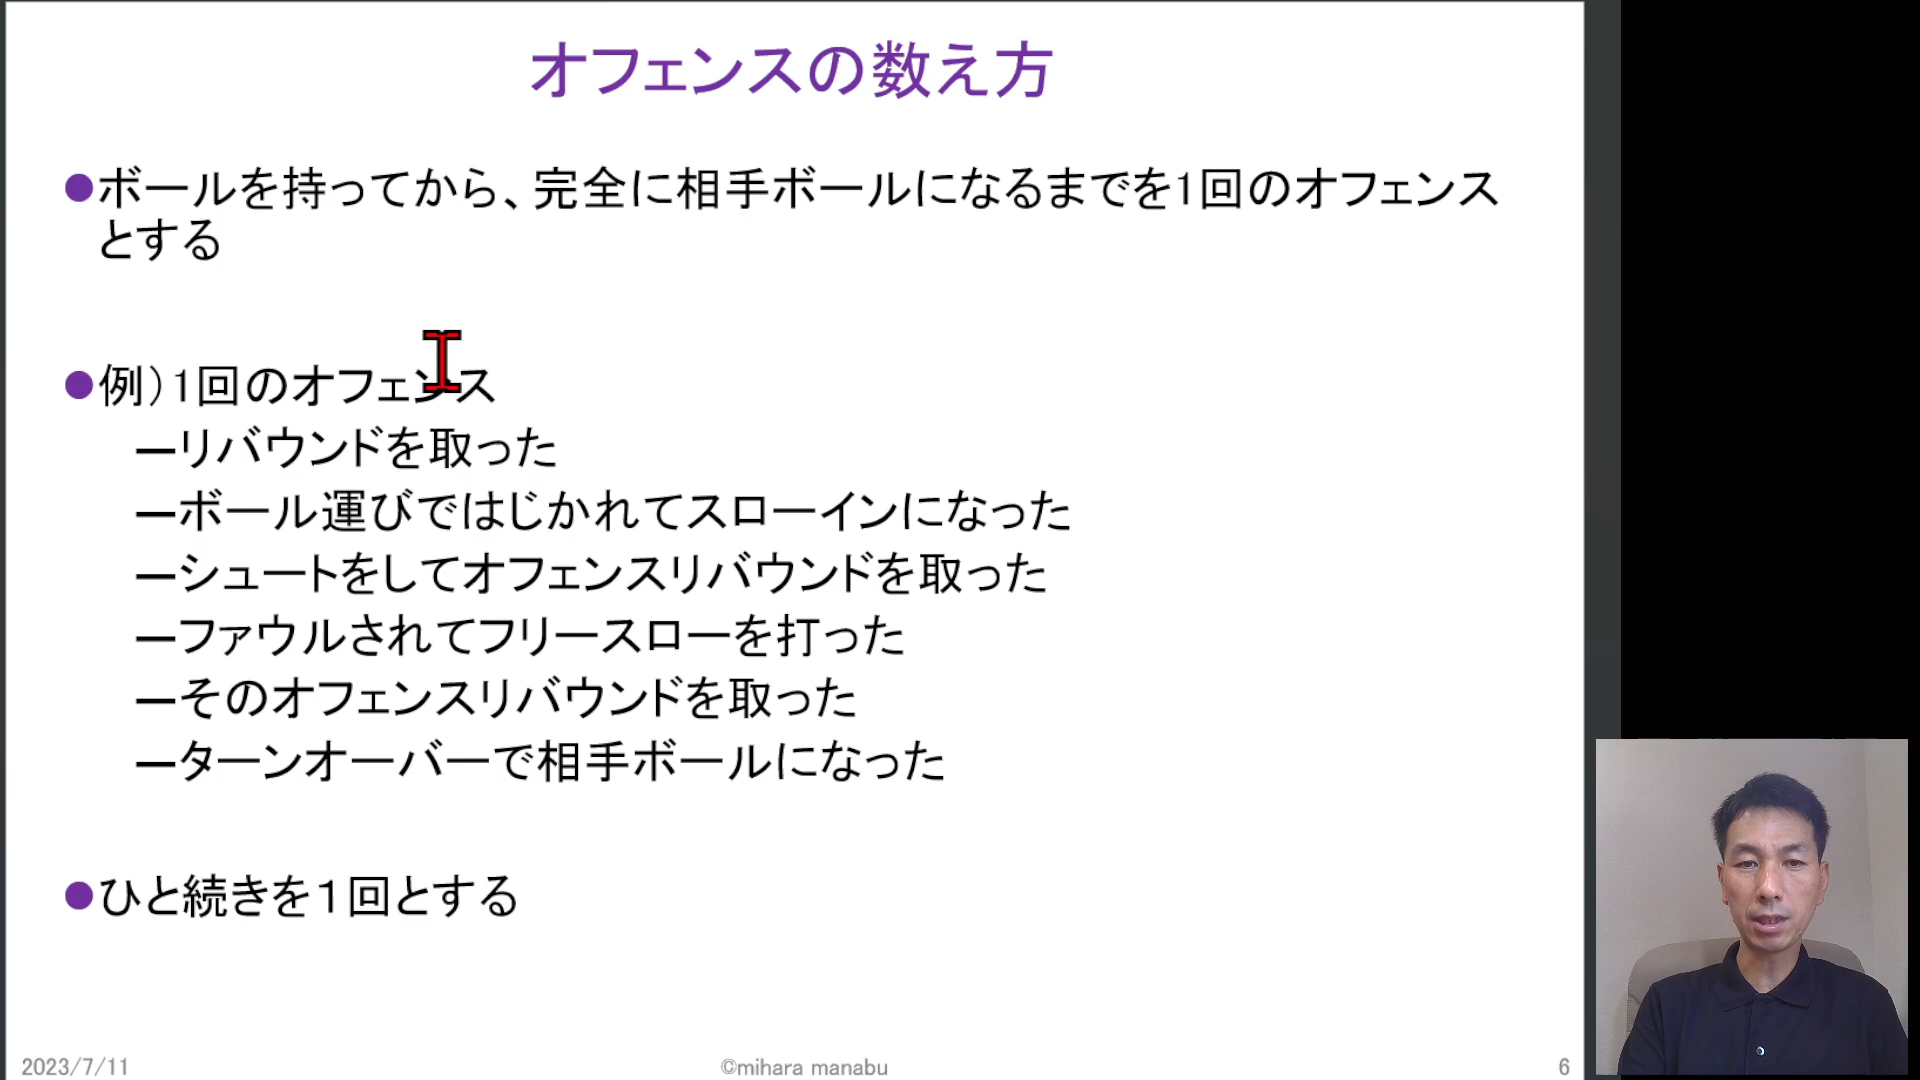 オフェンスの数え方
●ボールを持ってから、完全に相手ボールになるまでを1回のオフェンス
とする
●例）1回のオフェンス
ーリバウンドを取った
ーボール運びではじかれてスローインになった
ーシュートをしてオフェンスリバウンドを取った
ーファウルされてフリースローを打った
ーそのオフェンスリバウンドを取った
ーターンオーバーで相手ボールになった
●ひと続きを１回とする
2023/7/11
©mihara manabu
6